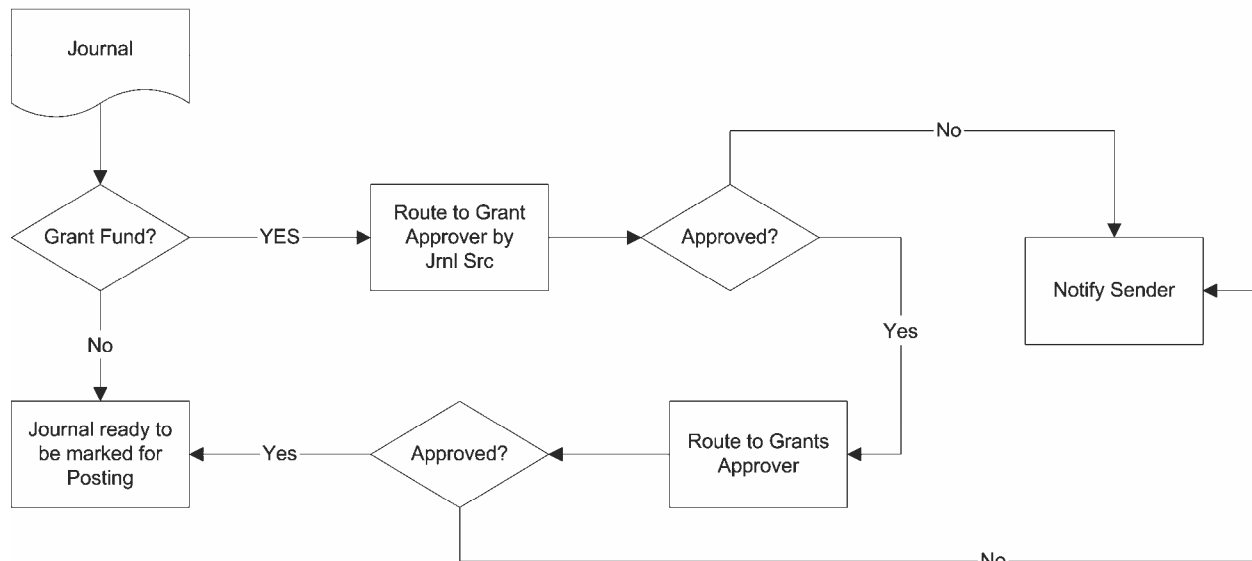 Journal
No
Grant Fund?
YES
Route to Grant
Approver by
Jrnl Src
Approved?
Notify Sender
Yes
No
Journal ready to
be marked for
Posting
Yes
Approved?
Route to Grants
Approver
No